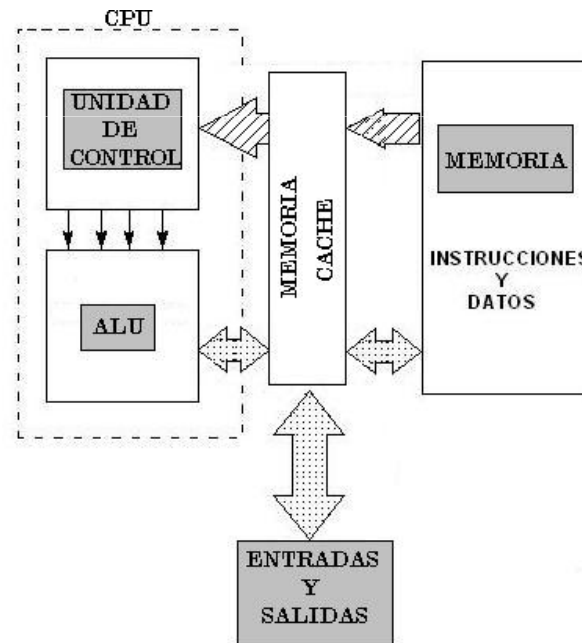 CPU
UNIDAD
DE
CONTROL
ALU
MEMORIA
CACHE
MEMORIA
INSTRUCCIONES
Y
DATOS
ENTRADAS
Y
SALIDAS